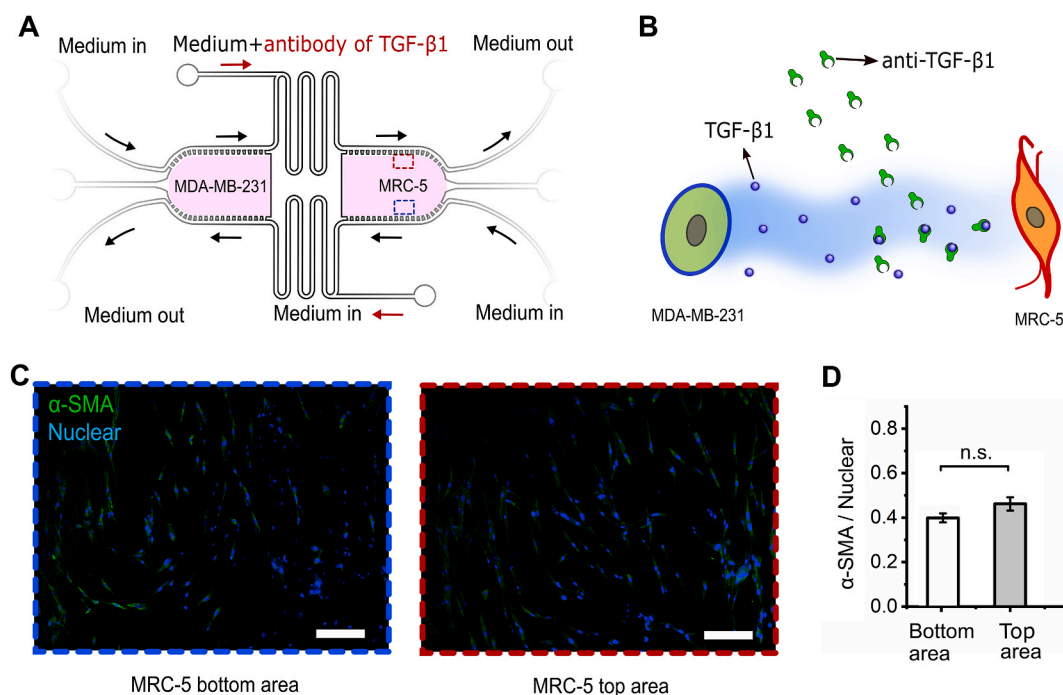 A
Medium in
Medium+antibody of TGF-β1
Medium out
MDA-MB-231
MRC-5
Medium out
Medium in
Medium in
B
anti-TGF-β1
TGF-β1
MDA-MB-231
MRC-5
C
α-SMA
Nuclear
MRC-5 bottom area
MRC-5 top area
D
α-SMA / Nuclear
0.8
0.6
0.4
0.2
0.0
n.s.
Bottom area
Top area